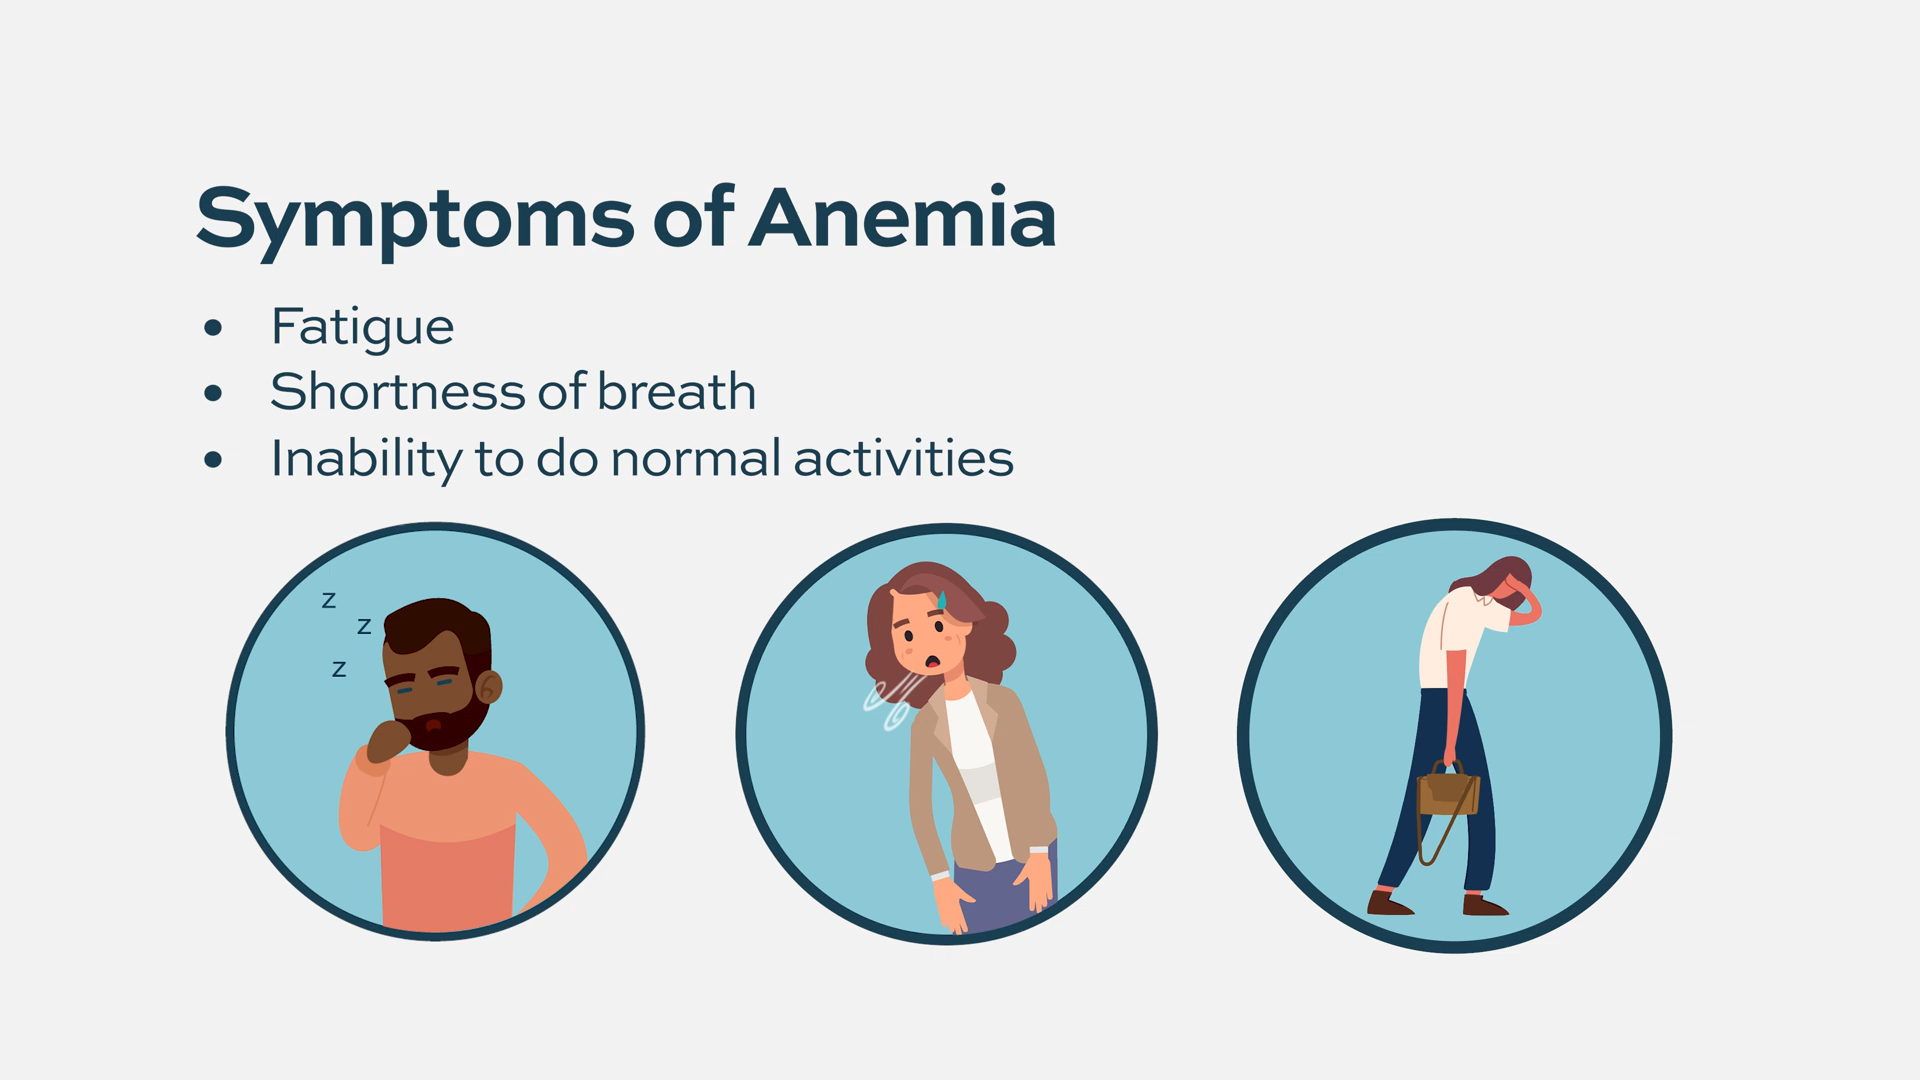 Symptoms of Anemia
• Fatigue
• Shortness of breath
• Inability to do normal activities
z
z
z